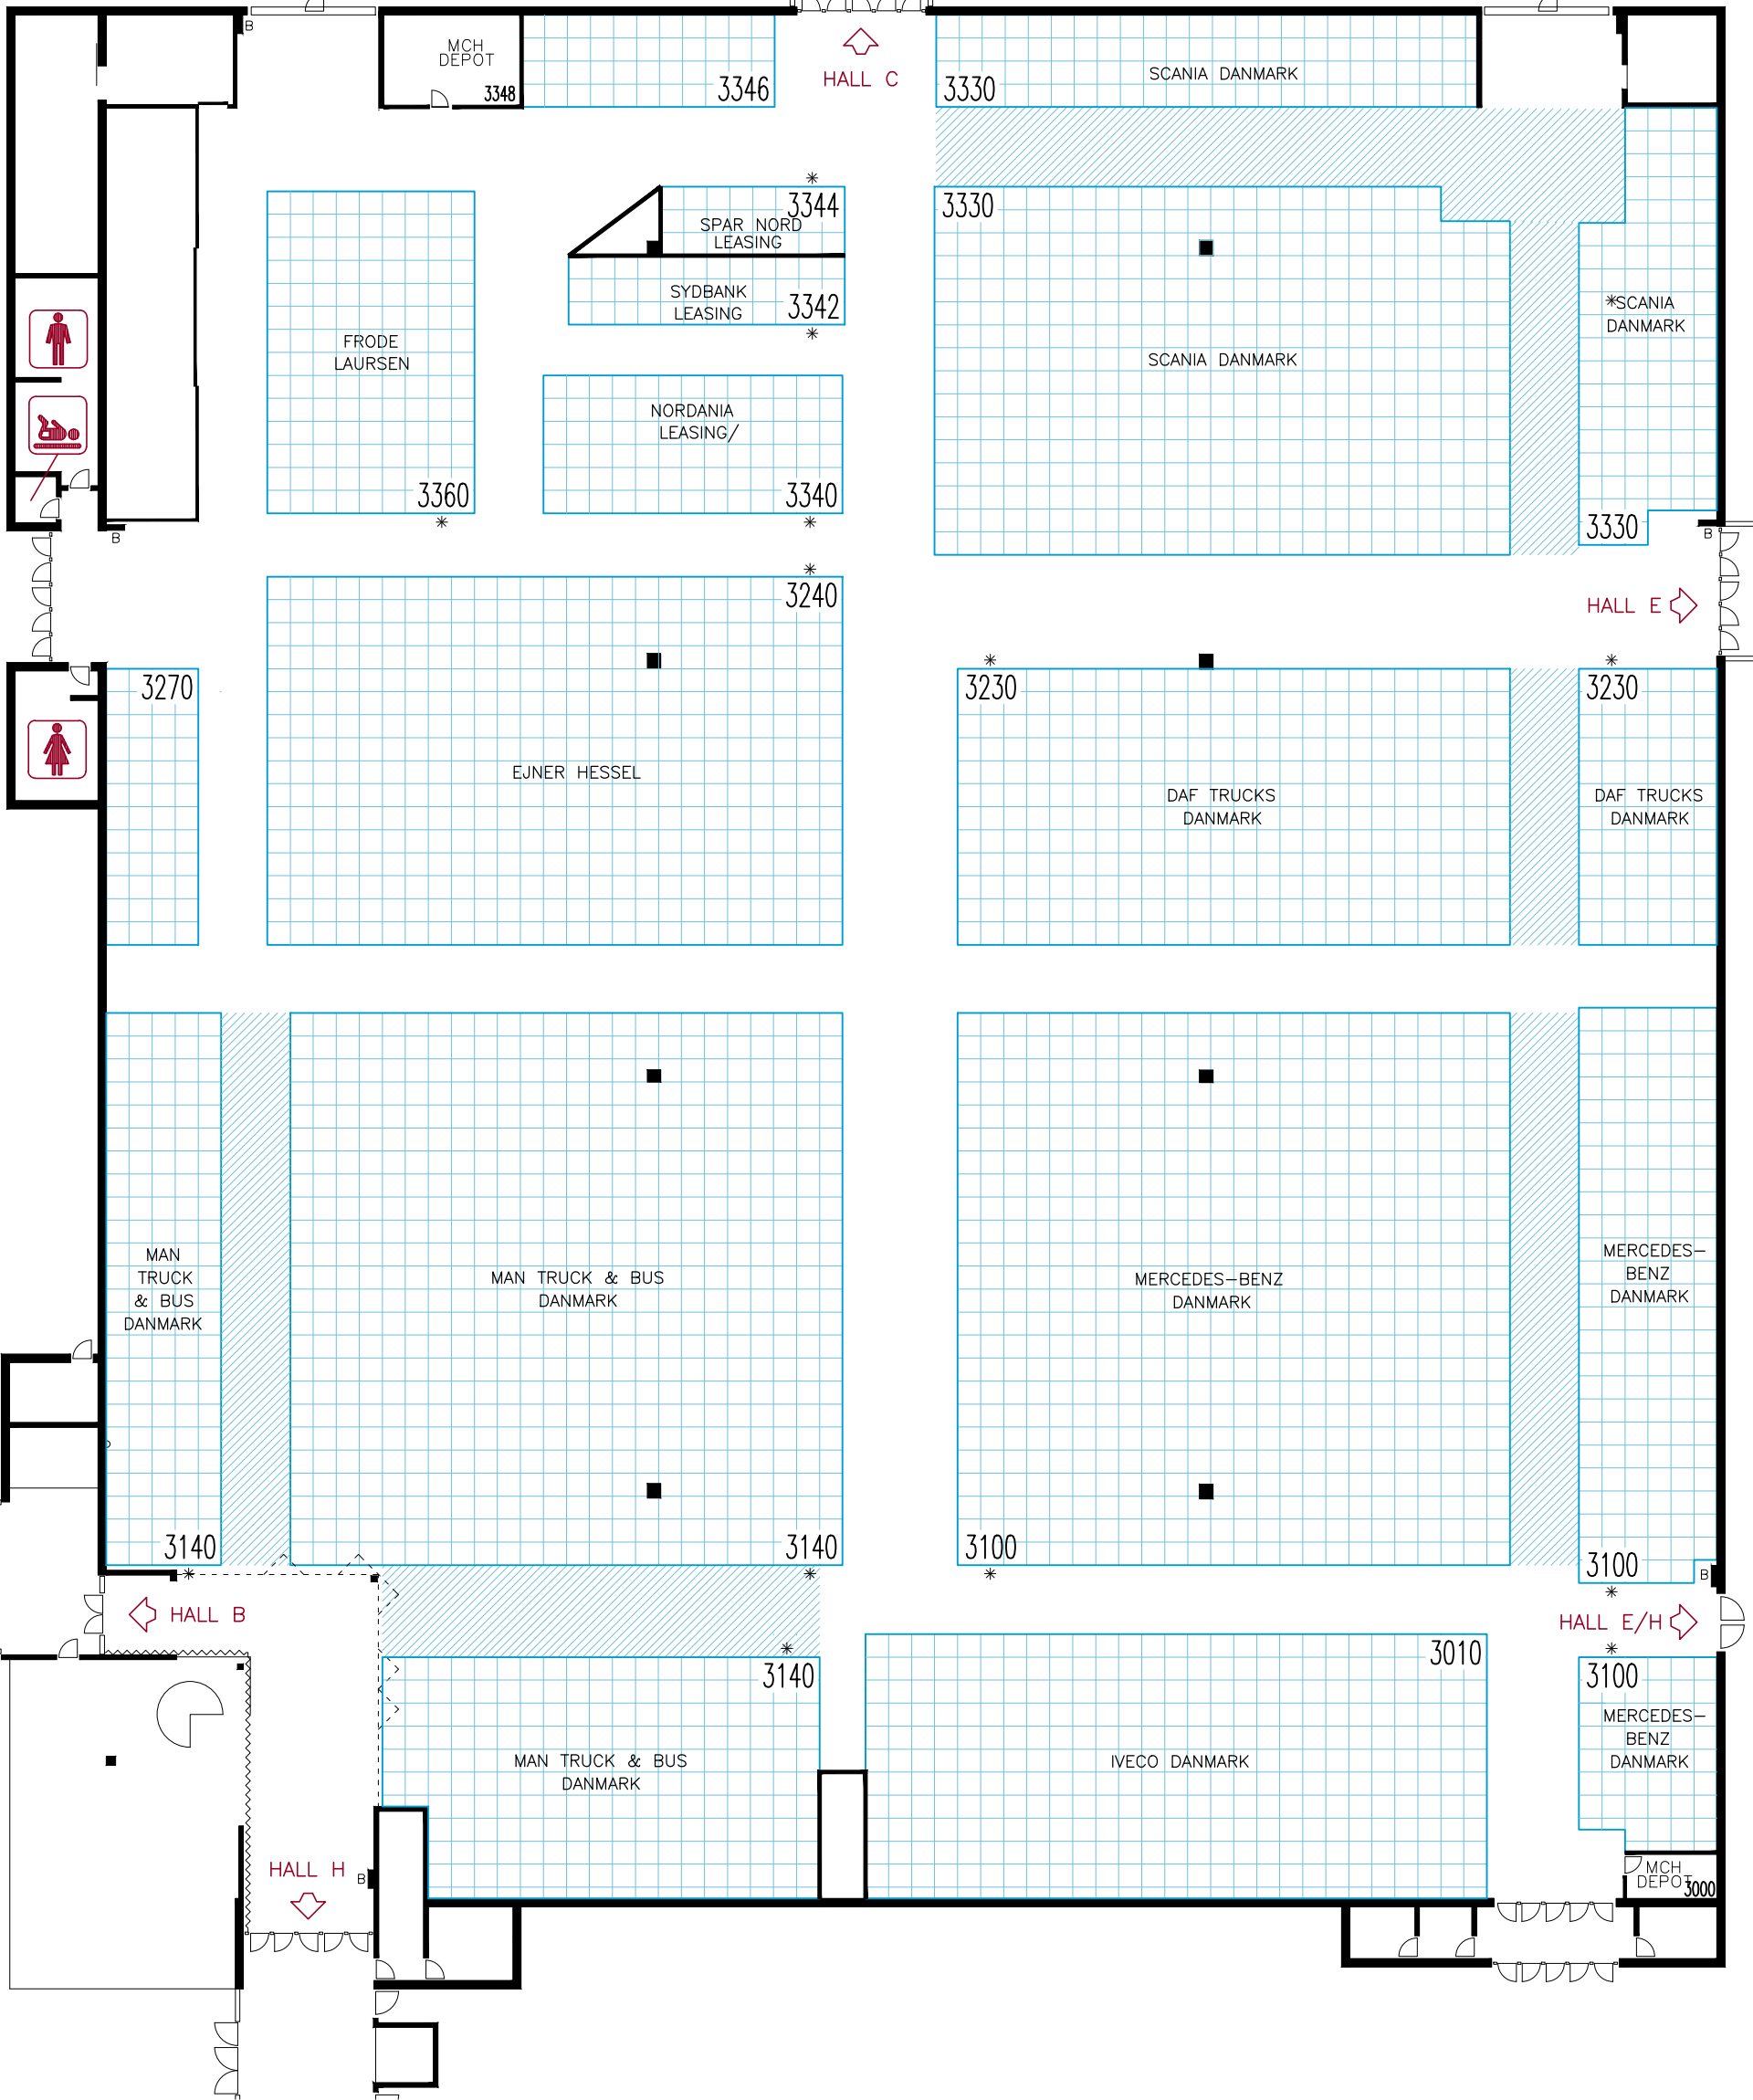 B
MCH
DEPOT
3348
3346
HALL C
3330
SCANIA DANMARK
3344
SPAR NORD
LEASING
3330
SYDBANK
LEASING
3342
SCANIA
DANMARK
FRODE
LAURSEN
SCANIA DANMARK
NORDANIA
LEASING/
3360
3340
3330
B
B
3240
HALL E
3270
3230
3230
EJNER HESSEL
DAF TRUCKS
DANMARK
DAF TRUCKS
DANMARK
MAN
TRUCK
& BUS
DANMARK
MAN TRUCK & BUS
DANMARK
MERCEDES-BENZ
DANMARK
MERCEDES-
BENZ
DANMARK
3140
3140
3100
3100
B
HALL B
HALL E/H
3140
3010
3100
MERCEDES-
BENZ
DANMARK
MAN TRUCK & BUS
DANMARK
IVECO DANMARK
HALL H
B
MCH
DEPOT
3000